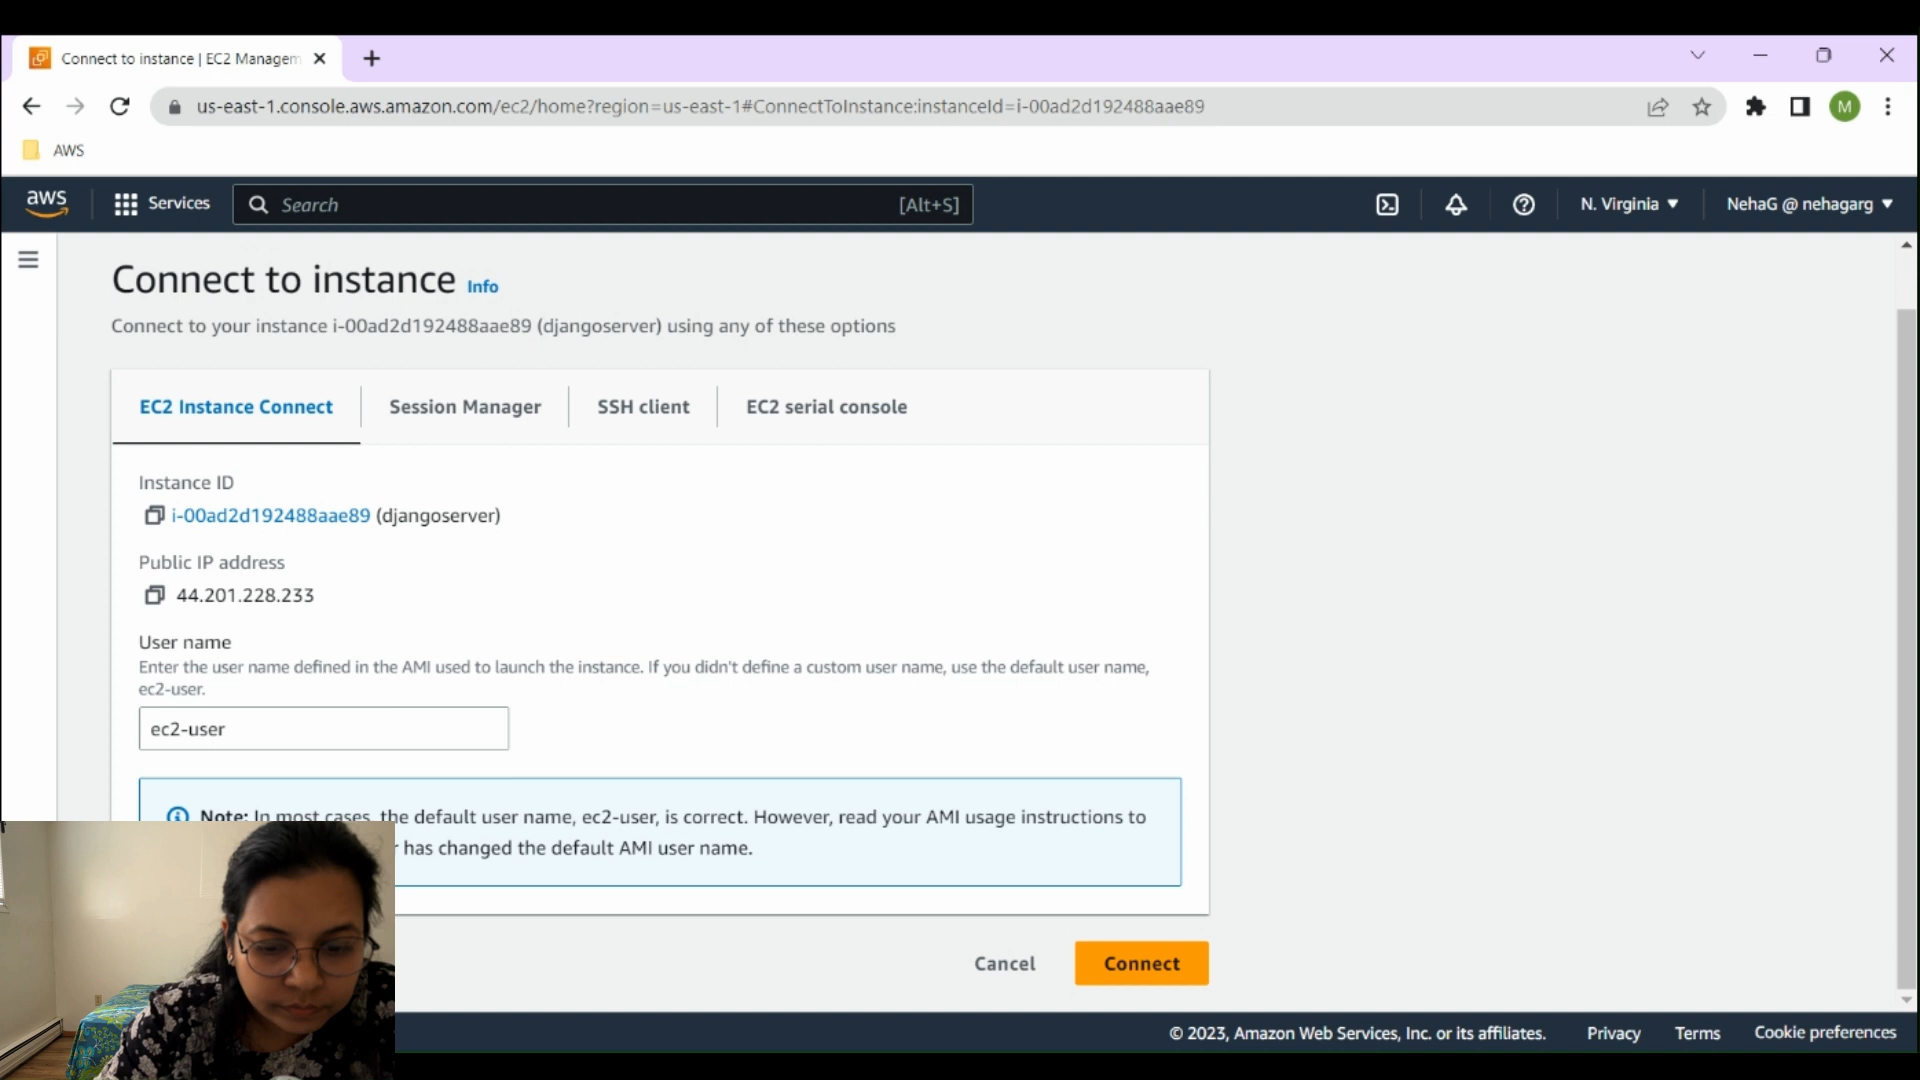 Connect to instance | EC2 Managem
us-east-1.console.aws.amazon.com/ec2/home?region=us-east-1#ConnectToInstance:instanceId=i-00ad2d192488aae89
M
AWS
aws
Services
Search
[Alt+S]
N. Virginia
NehaG @ nehagarg
Connect to instance Info
Connect to your instance i-00ad2d192488aae89 (djangoserver) using any of these options
EC2 Instance Connect
Session Manager
SSH client
EC2 serial console
Instance ID
i-00ad2d192488aae89 (djangoserver)
Public IP address
44.201.228.233
User name
Enter the user name defined in the AMI used to launch the instance. If you didn't define a custom user name, use the default user name,
ec2-user.
ec2-user
Note: In most cases, the default user name, ec2-user, is correct. However, read your AMI usage instructions to
has changed the default AMI user name.
Cancel
Connect
© 2023, Amazon Web Services, Inc. or its affiliates.
Privacy
Terms
Cookie preferences